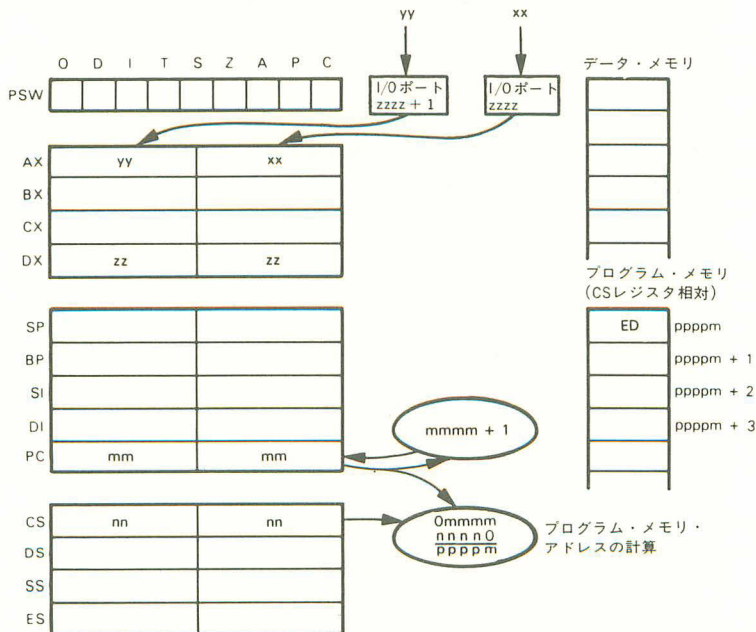 yy xx
O D I T S Z A P C
データ・メモリ
PSW
I/Oポート
zzzz + 1
I/Oポート
zzzz
AX yy xx
BX
CX
DX zz zz
プログラム・メモリ
(CSレジスタ相対)
SP
ED ppppm
BP
ppppm + 1
SI
ppppm + 2
DI
ppppm + 3
mmmm + 1
PC mm mm
CS nn nn
0mmmm
nnnn0
ppppm
プログラム・メモリ・
アドレスの計算
DS
SS
ES